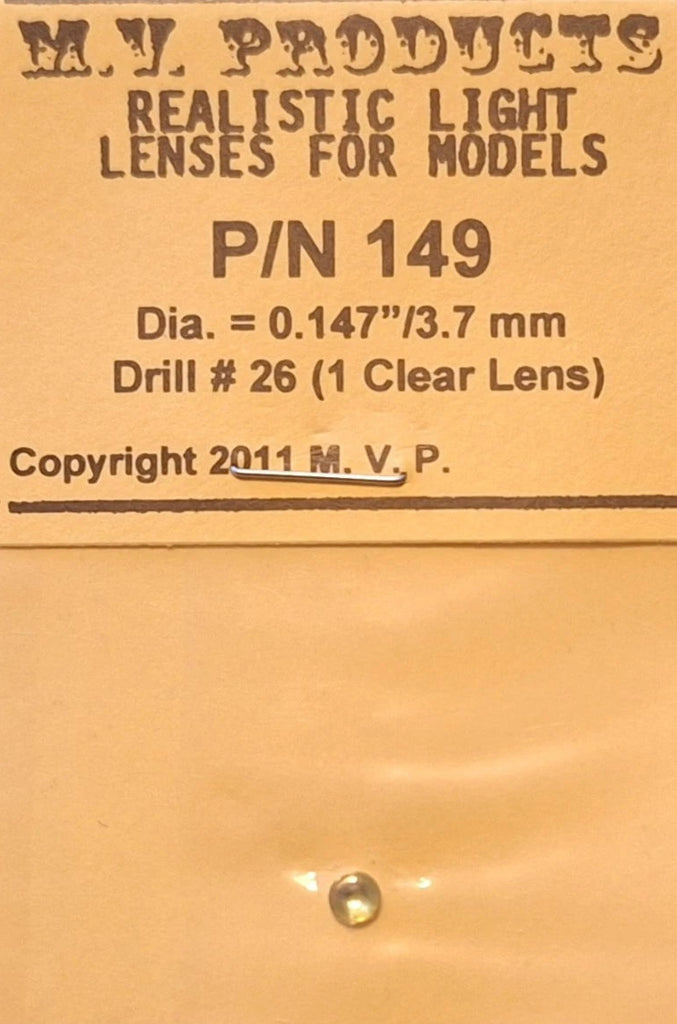 M.V. PRODUCTS
REALISTIC LIGHT
LENSES FOR MODELS
P/N 149
Dia. = 0.147”/3.7 mm
Drill # 26 (1 Clear Lens)
Copyright 2011 M. V. P.